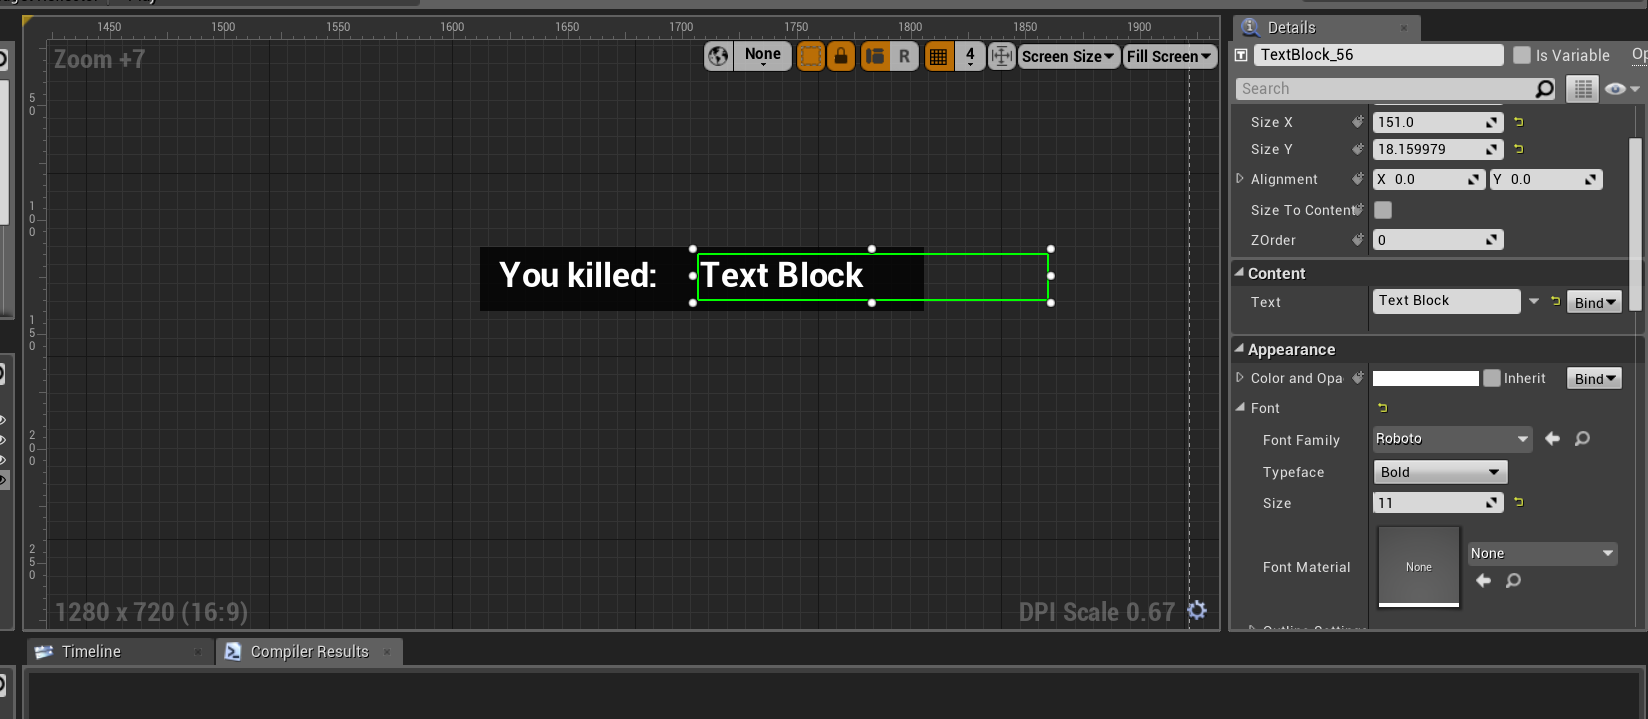 1450 1500 1550 1600 1650 1700 1750 1800 1850 1900
Zoom +7
None
R
4
Screen Size
Fill Screen
50
100
150
200
250
You killed:
Text Block
1280 x 720 (16:9)
DPI Scale 0.67
Timeline
Compiler Results
Details
TextBlock_56
Is Variable
Search
Size X 151.0
Size Y 18.159979
Alignment X 0.0 Y 0.0
Size To Content
ZOrder 0
Content
Text Text Block Bind
Appearance
Color and Opa Inherit Bind
Font
Font Family Roboto
Typeface Bold
Size 11
Font Material None None